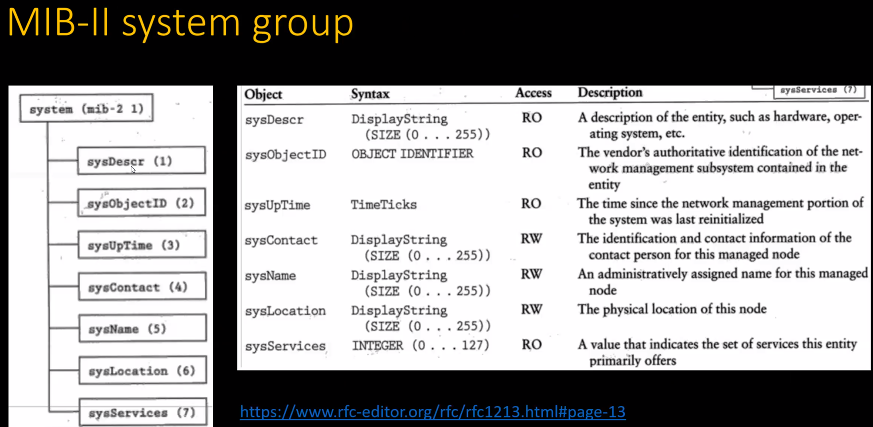 MIB-II system group
system (mib-2 1)
sysDescr (1)
sysObjectID (2)
sysUpTime (3)
sysContact (4)
sysName (5)
sysLocation (6)
sysServices (7)
sysServices (7)
Object Syntax Access Description
sysDescr DisplayString RO A description of the entity, such as hardware, oper-
(SIZE (0 . . . 255)) ating system, etc.
sysObjectID OBJECT IDENTIFIER RO The vendor's authoritative identification of the net-
work management subsystem contained in the
entity
sysUpTime TimeTicks RO The time since the network management portion of
the system was last reinitialized
sysContact DisplayString RW The identification and contact information of the
(SIZE (0 . . . 255)) contact person for this managed node
sysName DisplayString RW An administratively assigned name for this managed
(SIZE (0 . . . 255)) node
sysLocation DisplayString RW The physical location of this node
(SIZE (0 . . . 255))
sysServices INTEGER (0 . . . 127) RO A value that indicates the set of services this entity
primarily offers
https://www.rfc-editor.org/rfc/rfc1213.html#page-13